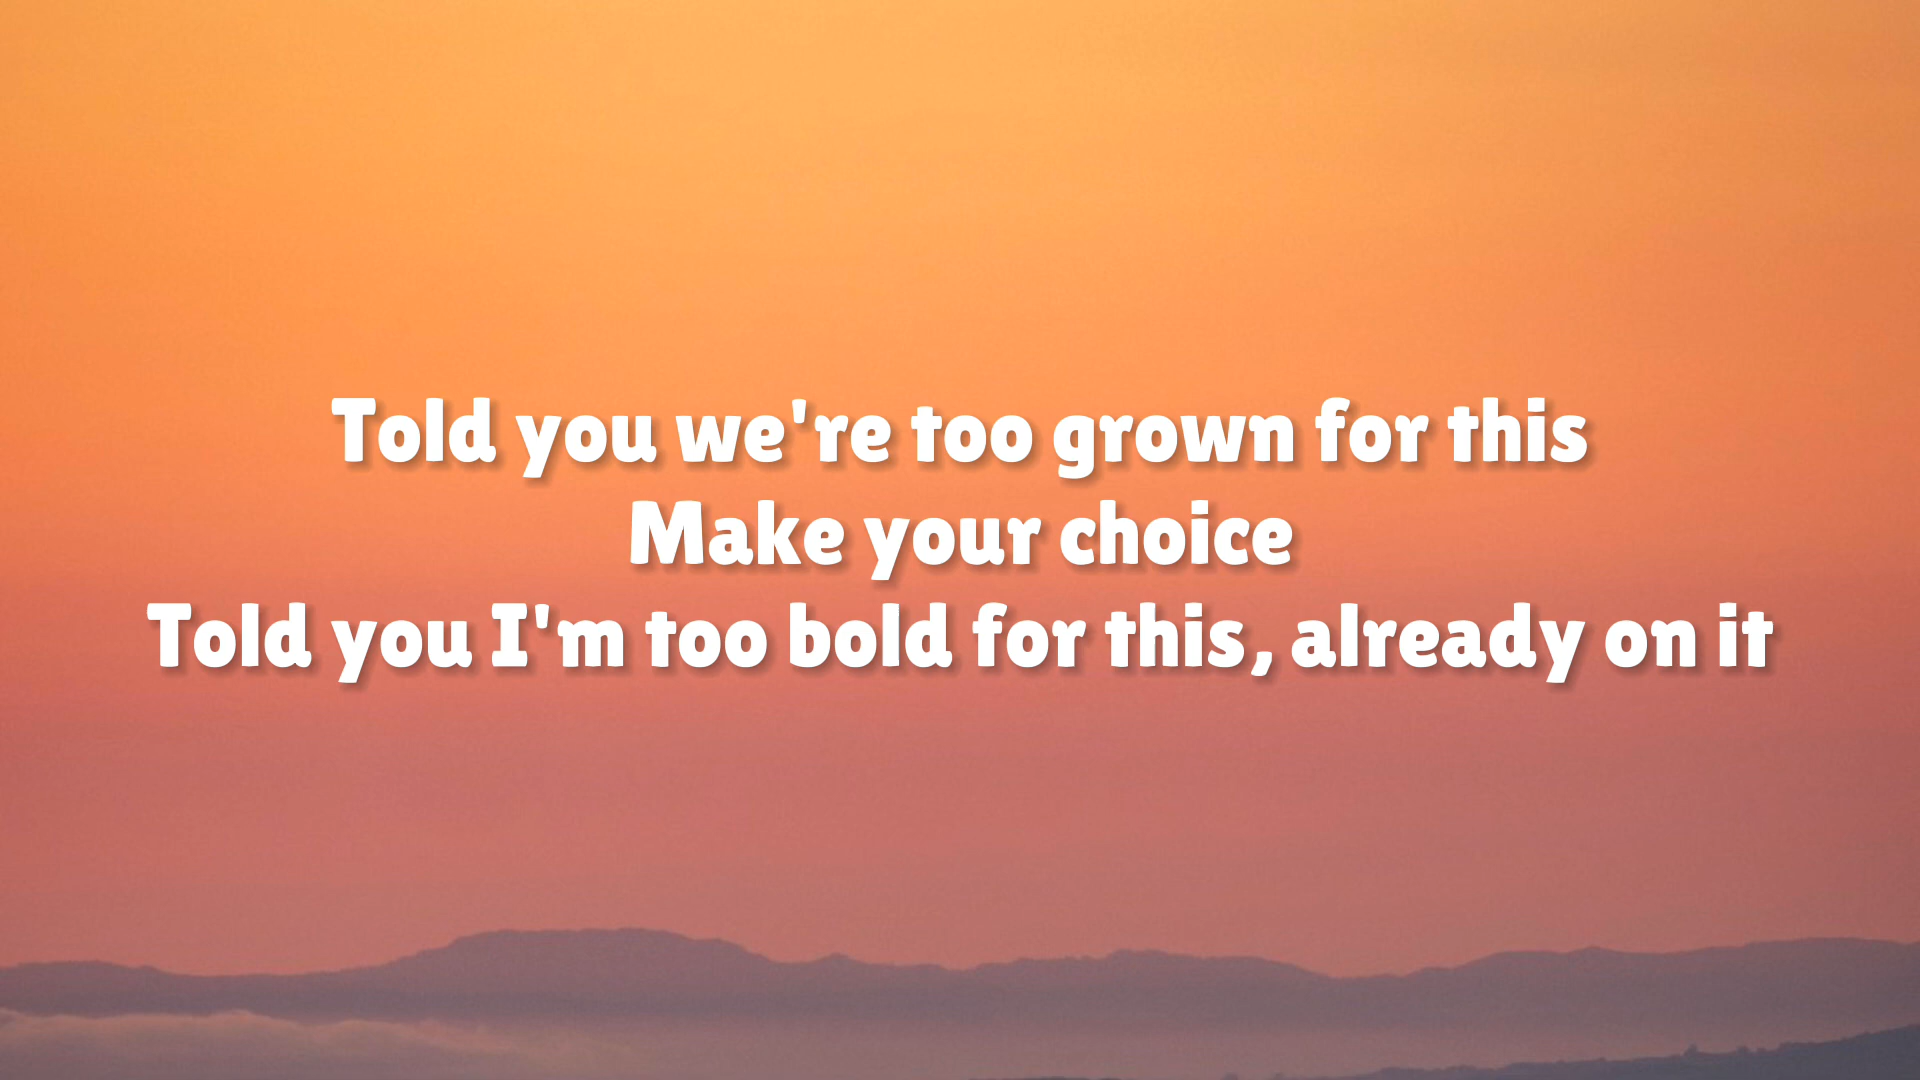 Told you we're too grown for this
Make your choice
Told you I'm too bold for this, already on it